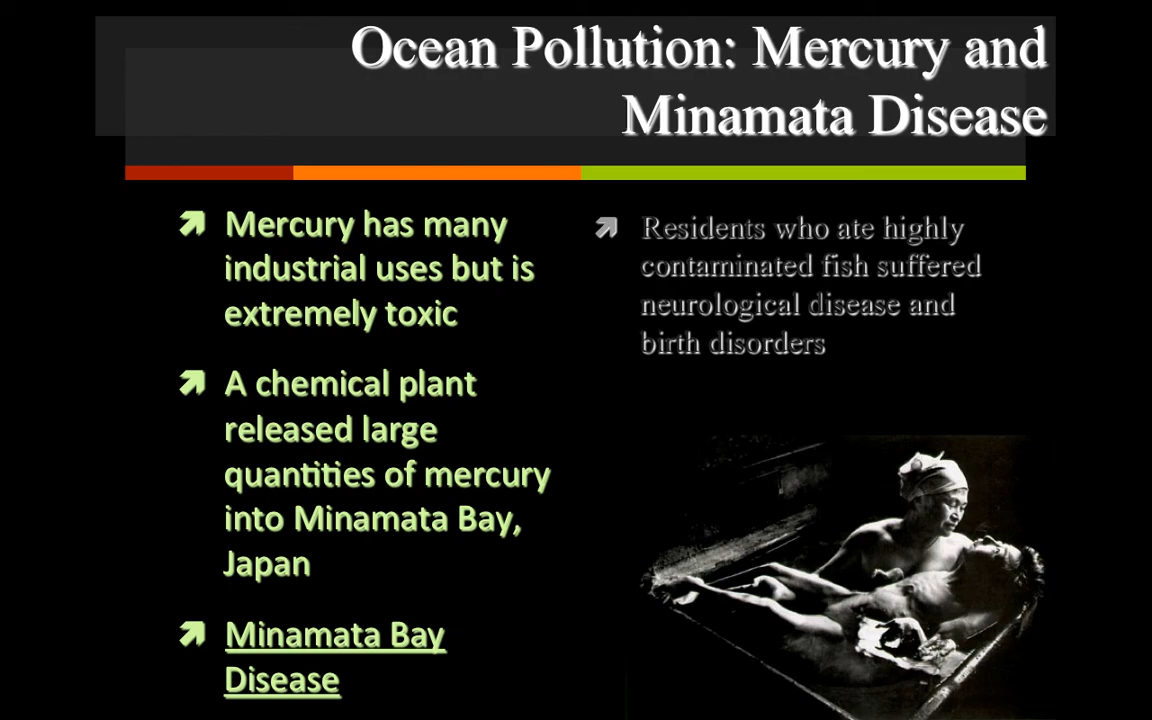 Ocean Pollution: Mercury and
Minamata Disease
Mercury has many
industrial uses but is
extremely toxic
A chemical plant
released large
quantities of mercury
into Minamata Bay,
Japan
Minamata Bay
Disease
Residents who ate highly
contaminated fish suffered
neurological disease and
birth disorders